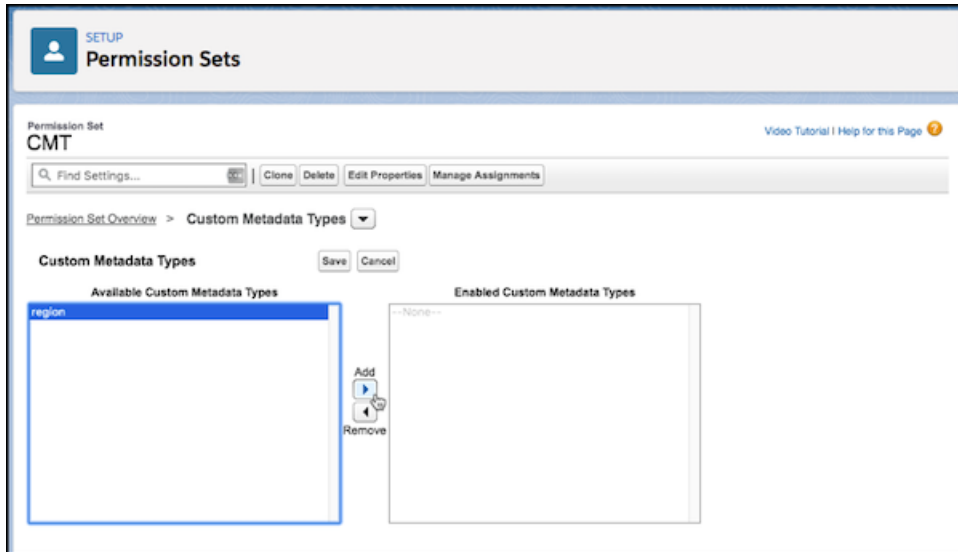 SETUP
Permission Sets
Permission Set
CMT
Video Tutorial | Help for this Page
Find Settings... | Clone Delete Edit Properties Manage Assignments
Permission Set Overview > Custom Metadata Types
Custom Metadata Types Save Cancel
Available Custom Metadata Types Enabled Custom Metadata Types
region --None--
Add
Remove